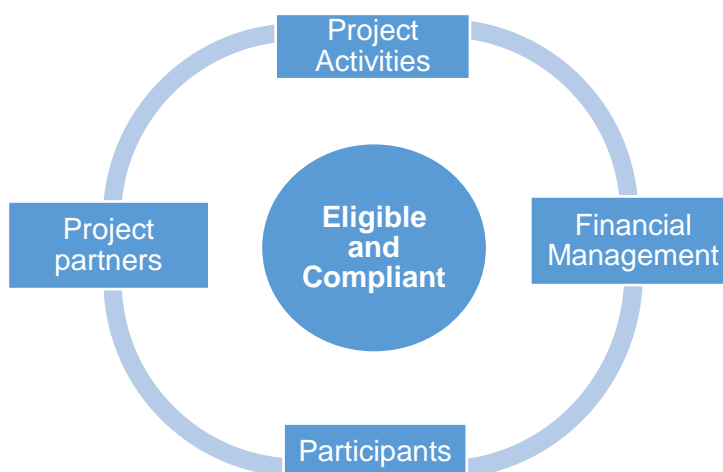 Project
Activities
Project
partners
Eligible
and
Compliant
Financial
Management
Participants